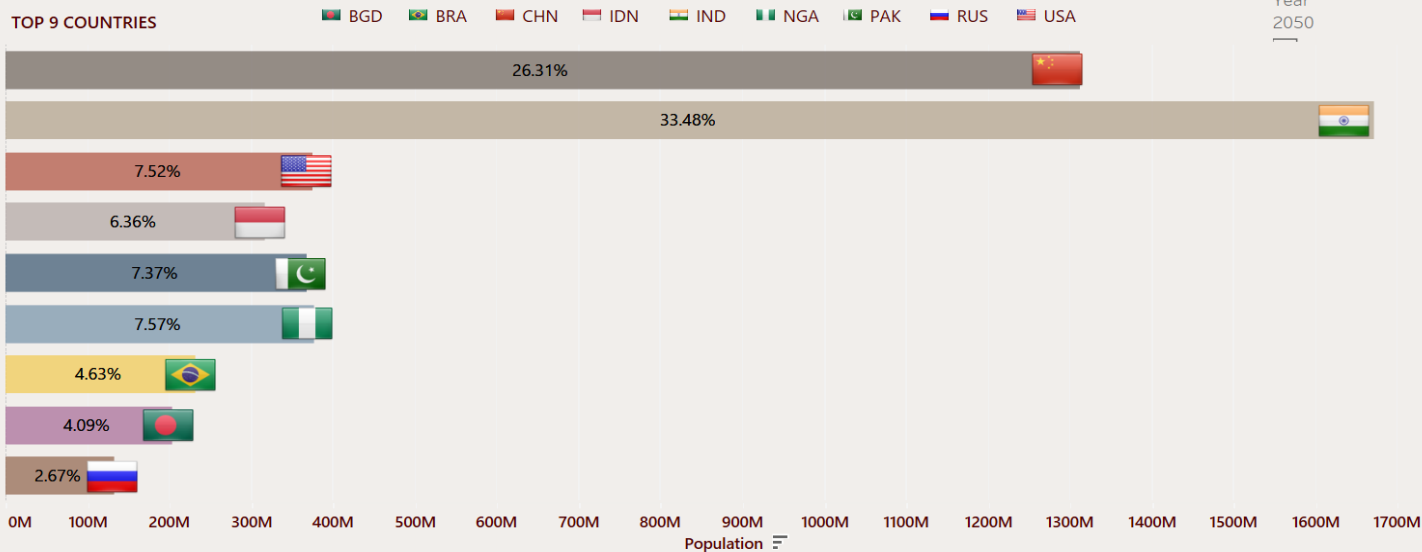 TOP 9 COUNTRIES
BGD BRA CHN IDN IND NGA PAK RUS USA
Year
2050
26.31%
33.48%
7.52%
6.36%
7.37%
7.57%
4.63%
4.09%
2.67%
0M 100M 200M 300M 400M 500M 600M 700M 800M 900M 1000M 1100M 1200M 1300M 1400M 1500M 1600M 1700M
Population